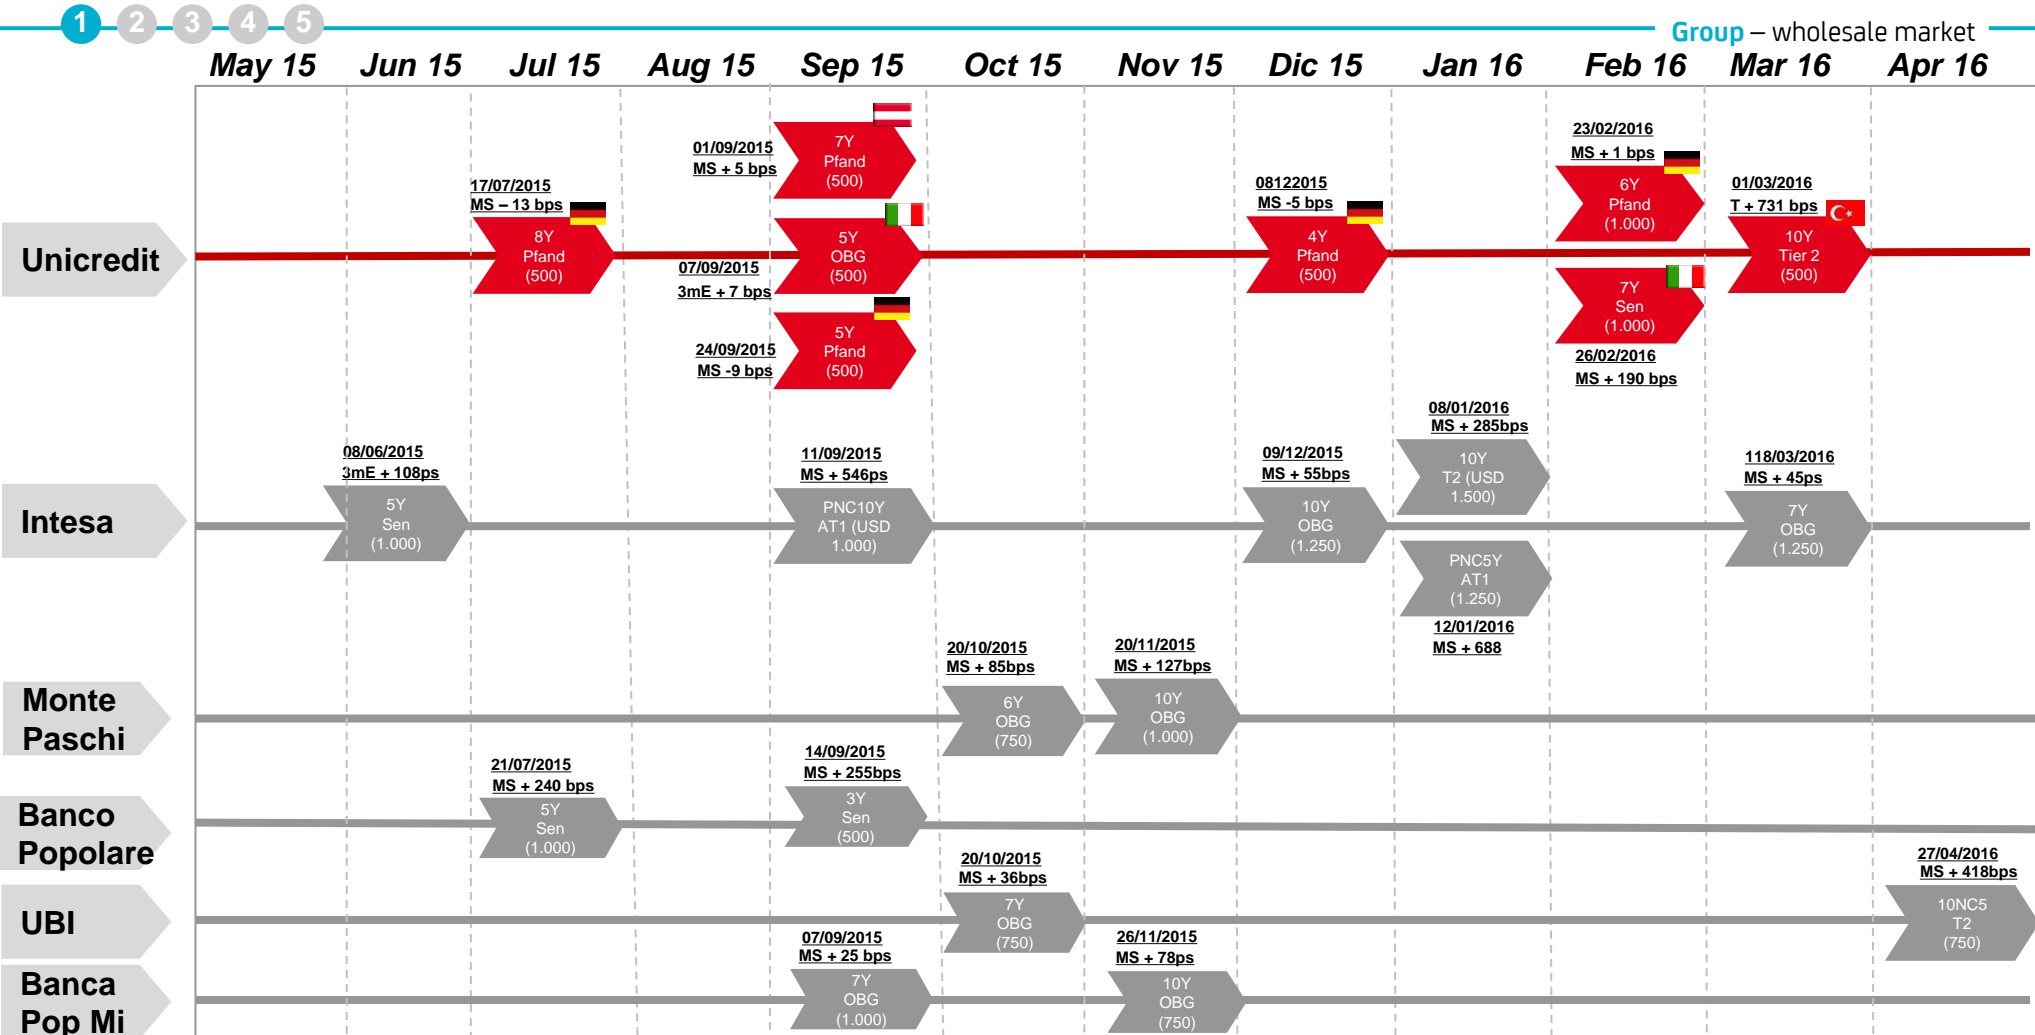 1 2 3 4 5
Group – wholesale market
May 15 Jun 15 Jul 15 Aug 15 Sep 15 Oct 15 Nov 15 Dic 15 Jan 16 Feb 16 Mar 16 Apr 16
Unicredit
17/07/2015
MS – 13 bps
8Y
Pfand
(500)
01/09/2015
MS + 5 bps
7Y
Pfand
(500)
07/09/2015
3mE + 7 bps
5Y
OBG
(500)
24/09/2015
MS -9 bps
5Y
Pfand
(500)
08122015
MS -5 bps
4Y
Pfand
(500)
23/02/2016
MS + 1 bps
6Y
Pfand
(1.000)
7Y
Sen
(1.000)
26/02/2016
MS + 190 bps
01/03/2016
T + 731 bps
10Y
Tier 2
(500)
Intesa
08/06/2015
3mE + 108ps
5Y
Sen
(1.000)
11/09/2015
MS + 546ps
PNC10Y
AT1 (USD
1.000)
09/12/2015
MS + 55bps
10Y
OBG
(1.250)
08/01/2016
MS + 285bps
10Y
T2 (USD
1.500)
PNC5Y
AT1
(1.250)
12/01/2016
MS + 688
118/03/2016
MS + 45ps
7Y
OBG
(1.250)
Monte
Paschi
20/10/2015
MS + 85bps
6Y
OBG
(750)
20/11/2015
MS + 127bps
10Y
OBG
(1.000)
Banco
Popolare
21/07/2015
MS + 240 bps
5Y
Sen
(1.000)
14/09/2015
MS + 255bps
3Y
Sen
(500)
UBI
20/10/2015
MS + 36bps
7Y
OBG
(750)
27/04/2016
MS + 418bps
10NC5
T2
(750)
Banca
Pop Mi
07/09/2015
MS + 25 bps
7Y
OBG
(1.000)
26/11/2015
MS + 78ps
10Y
OBG
(750)